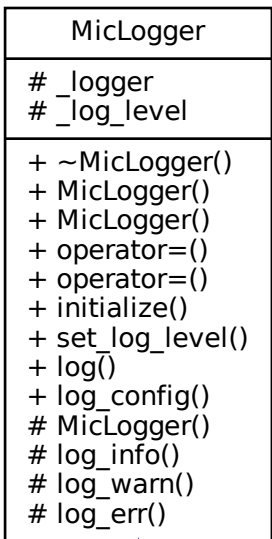 MicLogger
# _logger
# _log_level
+ ~MicLogger()
+ MicLogger()
+ MicLogger()
+ operator=()
+ operator=()
+ initialize()
+ set_log_level()
+ log()
+ log_config()
# MicLogger()
# log_info()
# log_warn()
# log_err()